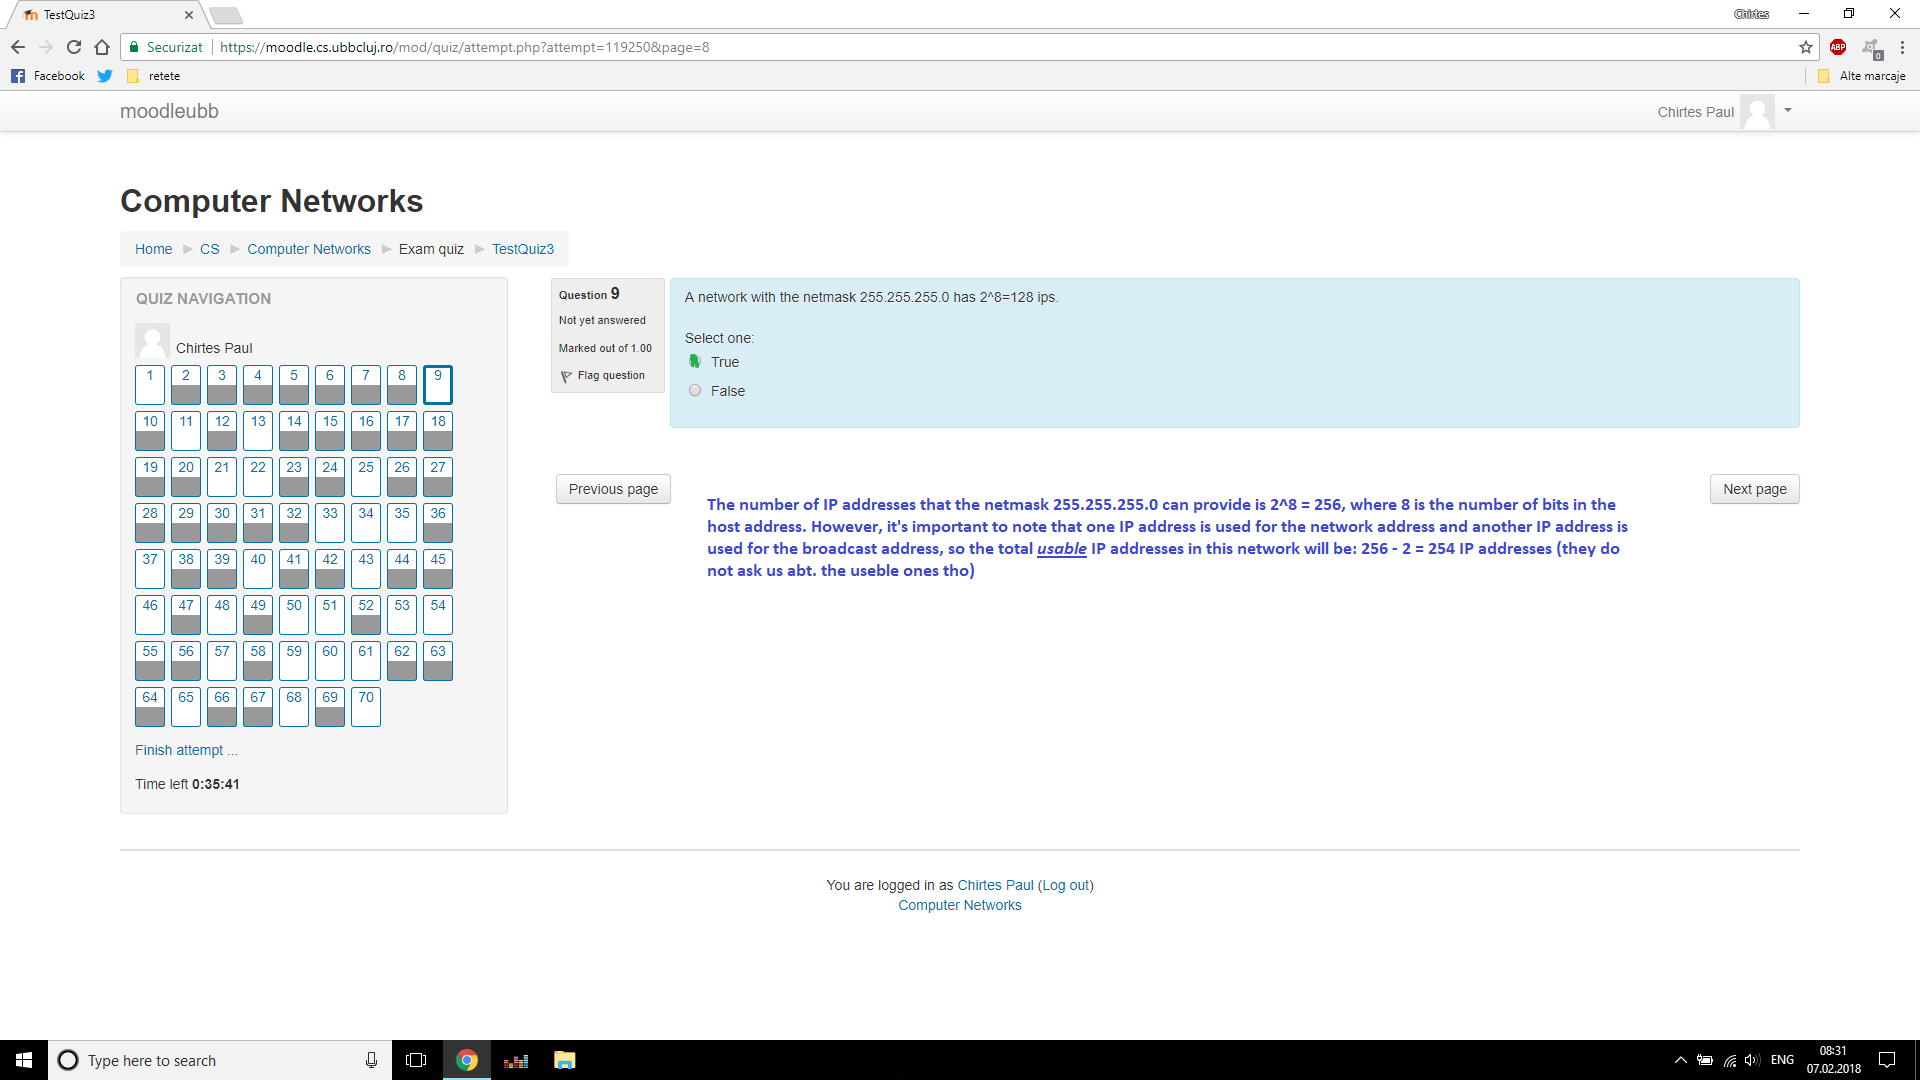 TestQuiz3
Chirtes
Securizat
https://moodle.cs.ubbcluj.ro/mod/quiz/attempt.php?attempt=119250&page=8
ABP
0
Facebook
retete
Alte marcaje
moodleubb
Chirtes Paul
Computer Networks
Home ► CS ► Computer Networks ► Exam quiz ► TestQuiz3
QUIZ NAVIGATION
Chirtes Paul
1 2 3 4 5 6 7 8 9
10 11 12 13 14 15 16 17 18
19 20 21 22 23 24 25 26 27
28 29 30 31 32 33 34 35 36
37 38 39 40 41 42 43 44 45
46 47 48 49 50 51 52 53 54
55 56 57 58 59 60 61 62 63
64 65 66 67 68 69 70
Finish attempt ...
Time left 0:35:41
Question 9
Not yet answered
Marked out of 1.00
Flag question
A network with the netmask 255.255.255.0 has 2^8=128 ips.
Select one:
True
False
Previous page
Next page
The number of IP addresses that the netmask 255.255.255.0 can provide is 2^8 = 256, where 8 is the number of bits in the
host address. However, it's important to note that one IP address is used for the network address and another IP address is
used for the broadcast address, so the total usable IP addresses in this network will be: 256 - 2 = 254 IP addresses (they do
not ask us abt. the useble ones tho)
You are logged in as Chirtes Paul (Log out)
Computer Networks
Type here to search
ENG
08:31
07.02.2018